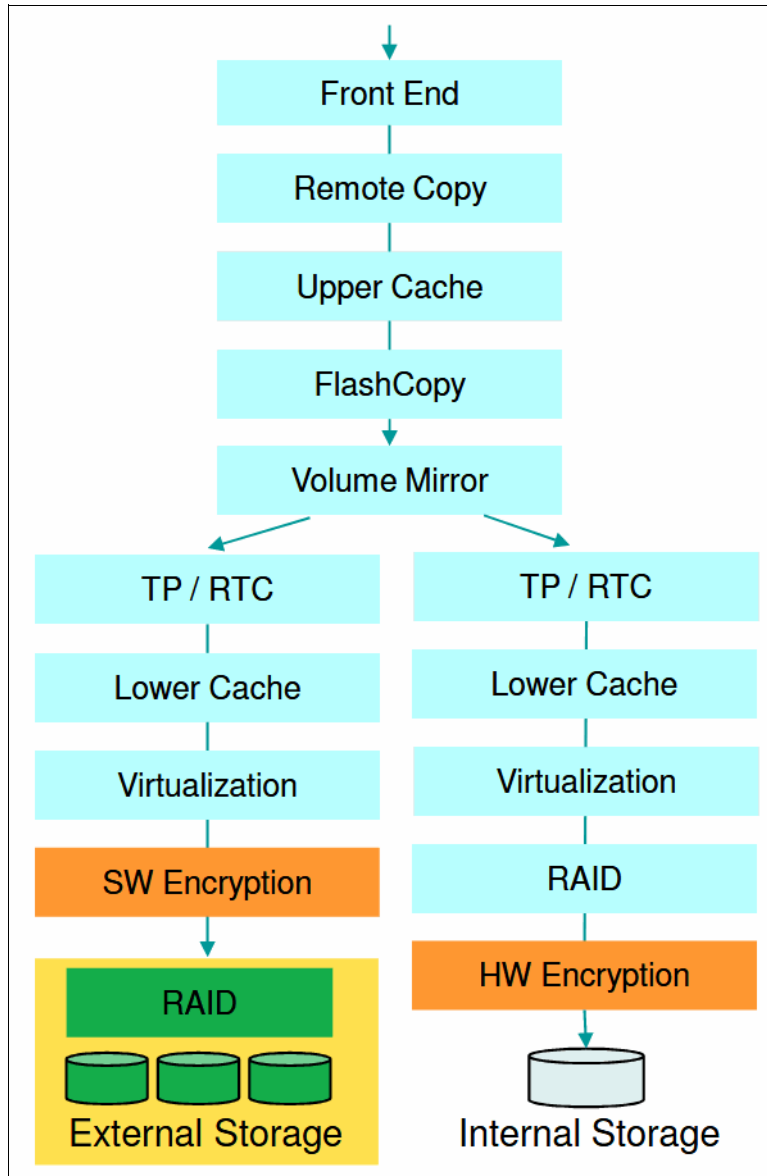 Front End
Remote Copy
Upper Cache
FlashCopy
Volume Mirror
TP / RTC
Lower Cache
Virtualization
SW Encryption
RAID
External Storage
TP / RTC
Lower Cache
Virtualization
RAID
HW Encryption
Internal Storage